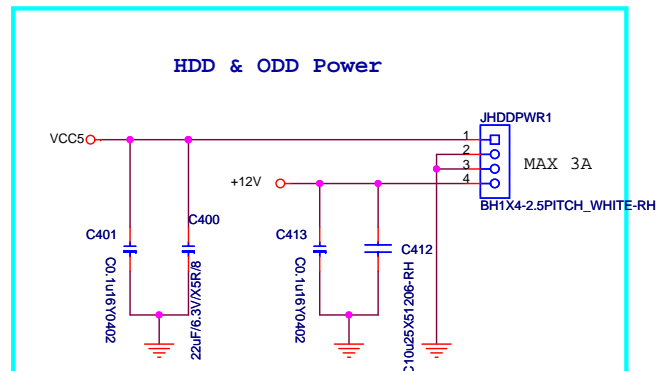 HDD & ODD Power
JHDDPWR1
VCC5
1
2
3
4
MAX 3A
+12V
BH1X4-2.5PITCH_WHITE-RH
C401
C0.1u16Y0402
C400
22uF/6.3V/X5R/8
C413
C0.1u16Y0402
C412
C10u25X51206-RH